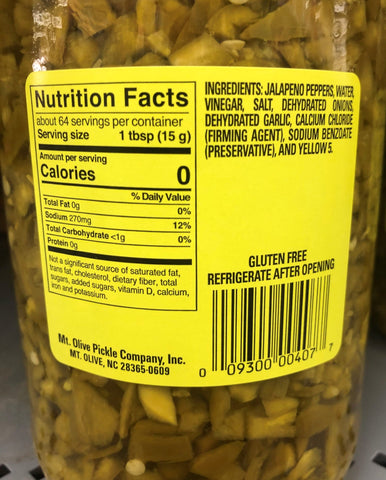 Nutrition Facts
about 64 servings per container
Serving size 1 tbsp (15 g)
Amount per serving
Calories 0
% Daily Value
Total Fat 0g 0%
Sodium 270mg 12%
Total Carbohydrate <1g 0%
Protein 0g
Not a significant source of saturated fat,
trans fat, cholesterol, dietary fiber, total
sugars, added sugars, vitamin D, calcium,
iron and potassium.
Mt. Olive Pickle Company, Inc.
MT. OLIVE, NC 28365-0609
INGREDIENTS: JALAPENO PEPPERS, WATER,
VINEGAR, SALT, DEHYDRATED ONIONS,
DEHYDRATED GARLIC, CALCIUM CHLORIDE
(FIRMING AGENT), SODIUM BENZOATE
(PRESERVATIVE), AND YELLOW 5.
GLUTEN FREE
REFRIGERATE AFTER OPENING
0 09300 00407 7